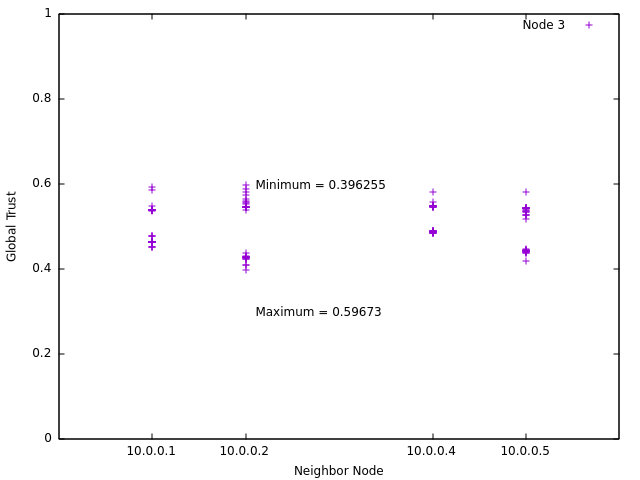 1
Node 3
0.8
0.6
Minimum = 0.396255
Global Trust
0.4
Maximum = 0.59673
0.2
0
10.0.0.1 10.0.0.2 10.0.0.4 10.0.0.5
Neighbor Node